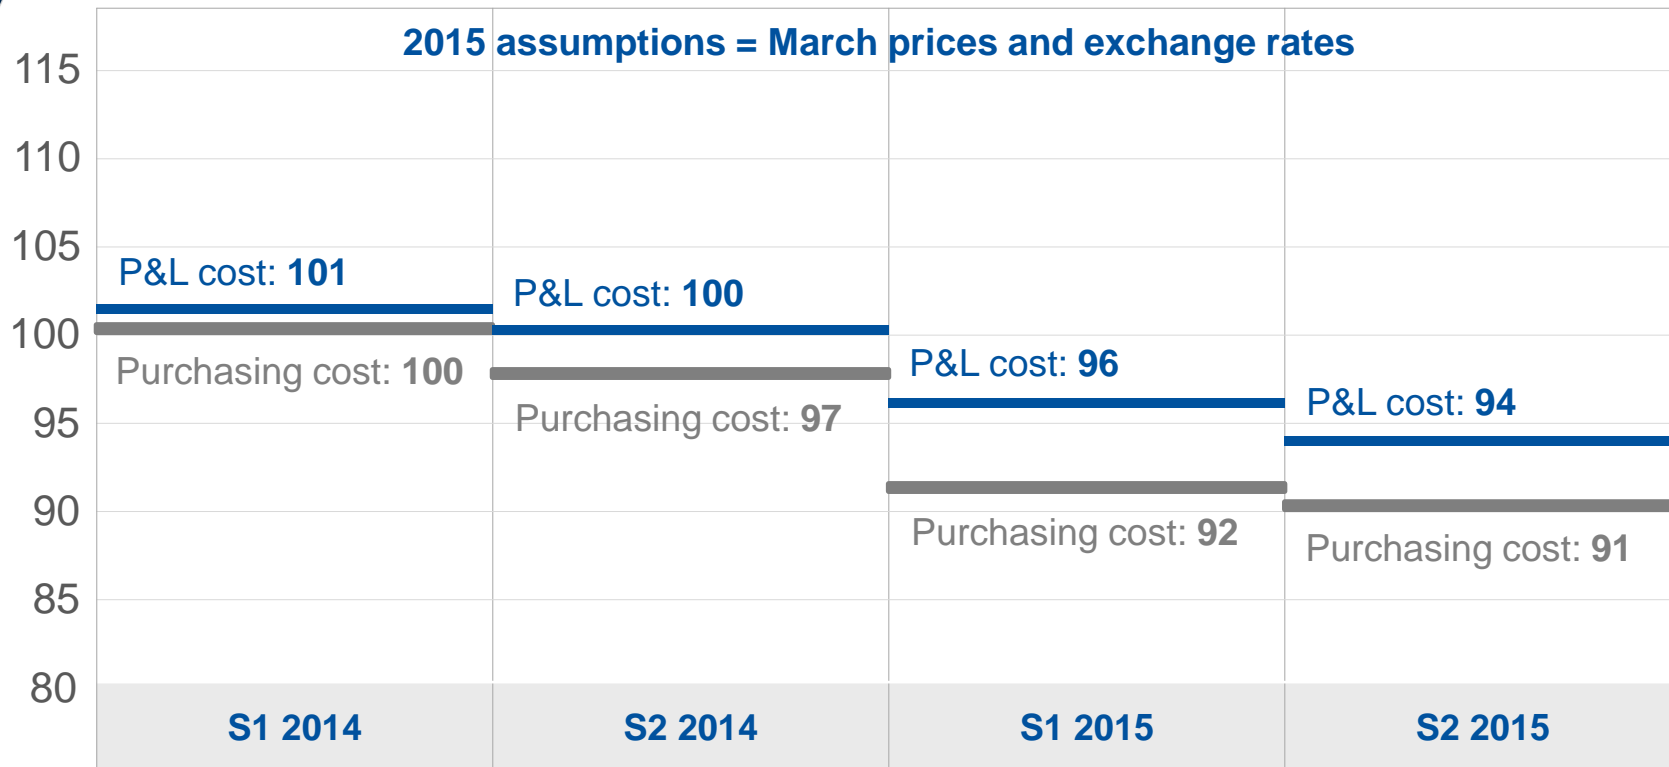 2015 assumptions = March prices and exchange rates
115
110
105
100
95
90
85
80
P&L cost: 101
Purchasing cost: 100
P&L cost: 100
Purchasing cost: 97
P&L cost: 96
Purchasing cost: 92
P&L cost: 94
Purchasing cost: 91
S1 2014
S2 2014
S1 2015
S2 2015